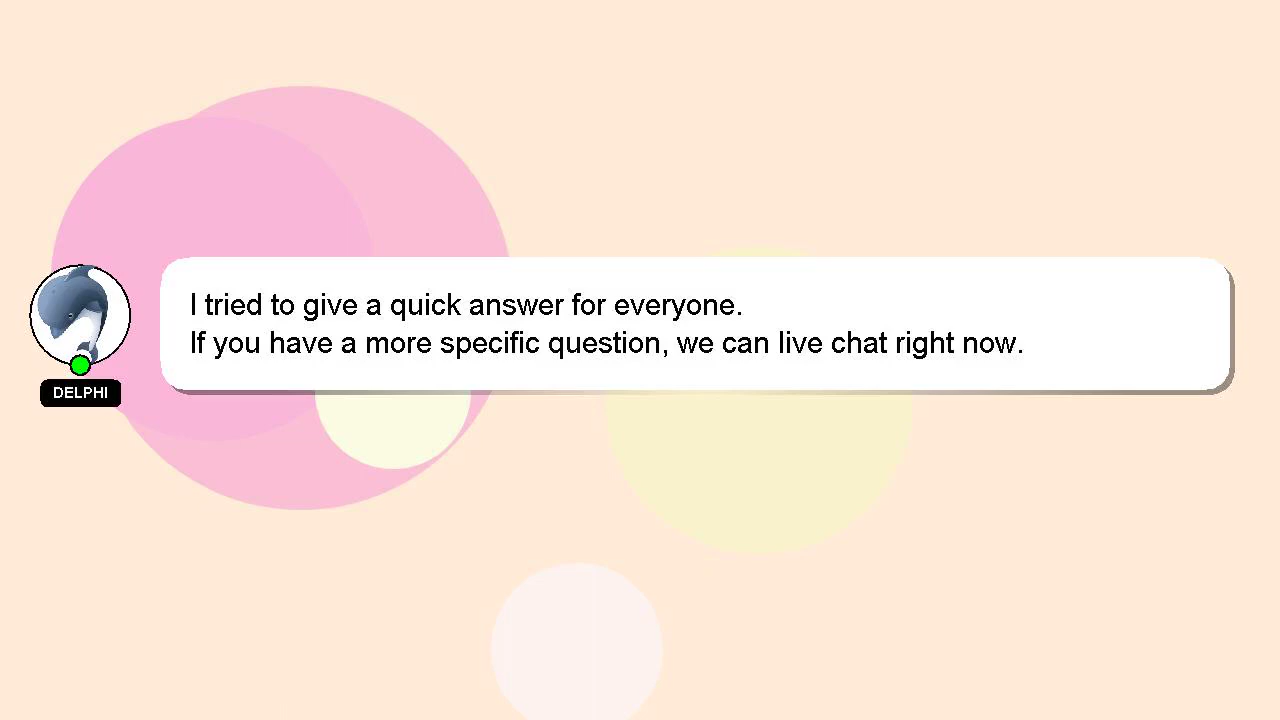 I tried to give a quick answer for everyone.
If you have a more specific question, we can live chat right now.
DELPHI